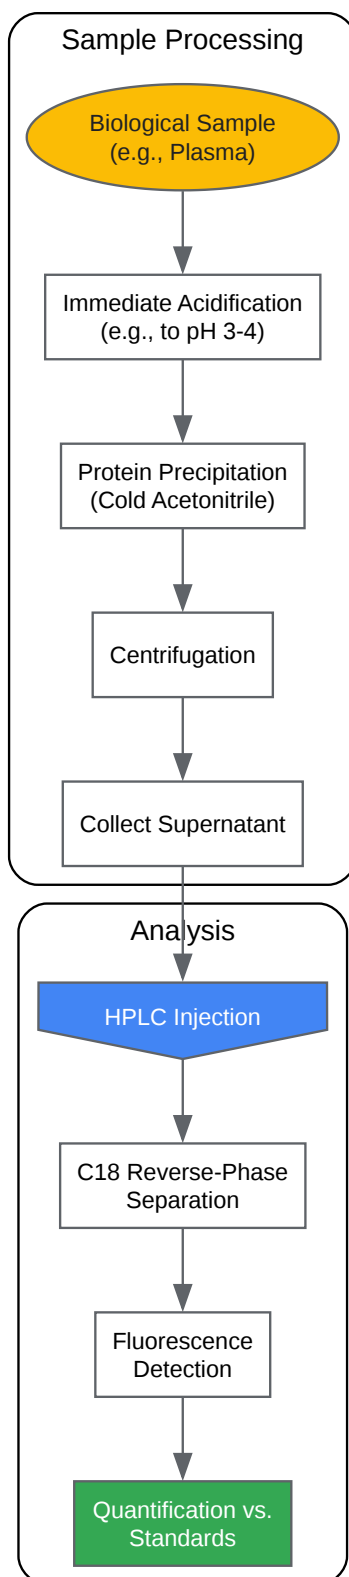 Sample Processing
Biological Sample
(e.g., Plasma)
Immediate Acidification
(e.g., to pH 3-4)
Protein Precipitation
(Cold Acetonitrile)
Centrifugation
Collect Supernatant
Analysis
HPLC Injection
C18 Reverse-Phase
Separation
Fluorescence
Detection
Quantification vs.
Standards